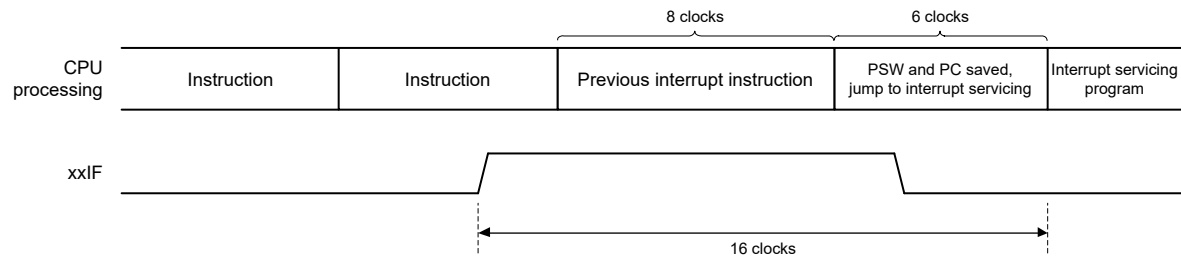 8 clocks
6 clocks
CPU
processing
Instruction
Instruction
Previous interrupt instruction
PSW and PC saved,
jump to interrupt servicing
Interrupt servicing
program
xxIF
16 clocks